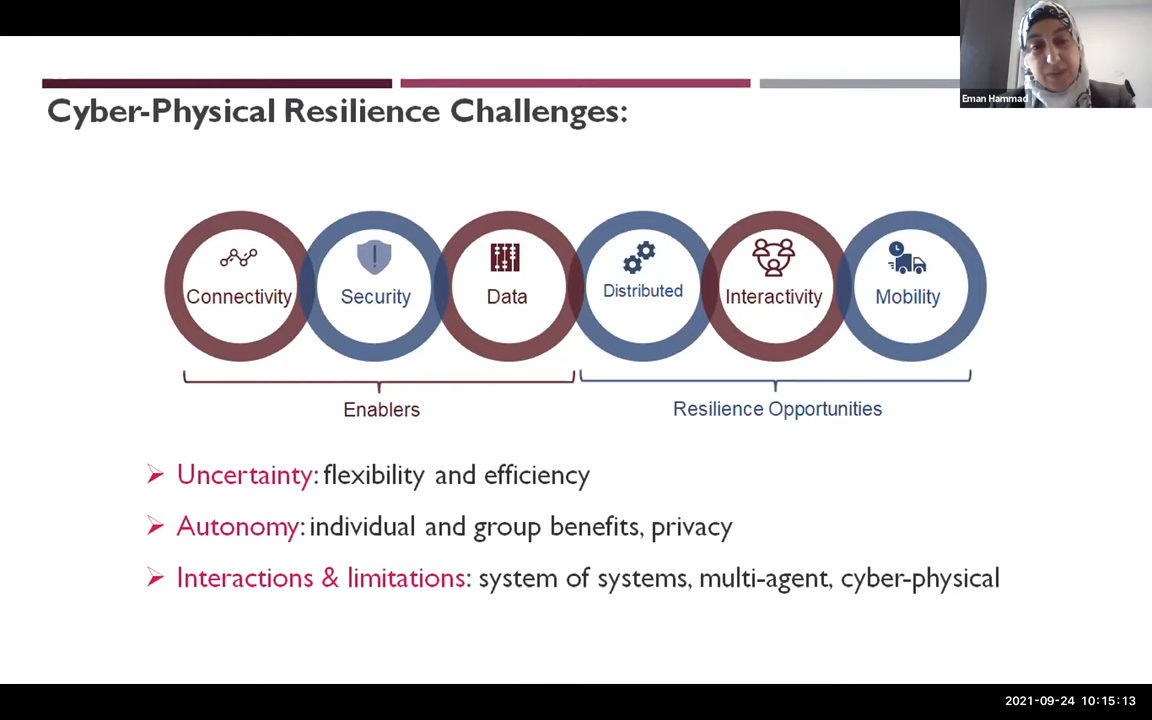 Eman Hammad
Cyber-Physical Resilience Challenges:
Connectivity
Security
Data
Distributed
Interactivity
Mobility
Enablers
Resilience Opportunities
Uncertainty: flexibility and efficiency
Autonomy: individual and group benefits, privacy
Interactions & limitations: system of systems, multi-agent, cyber-physical
2021-09-24 10:15:13